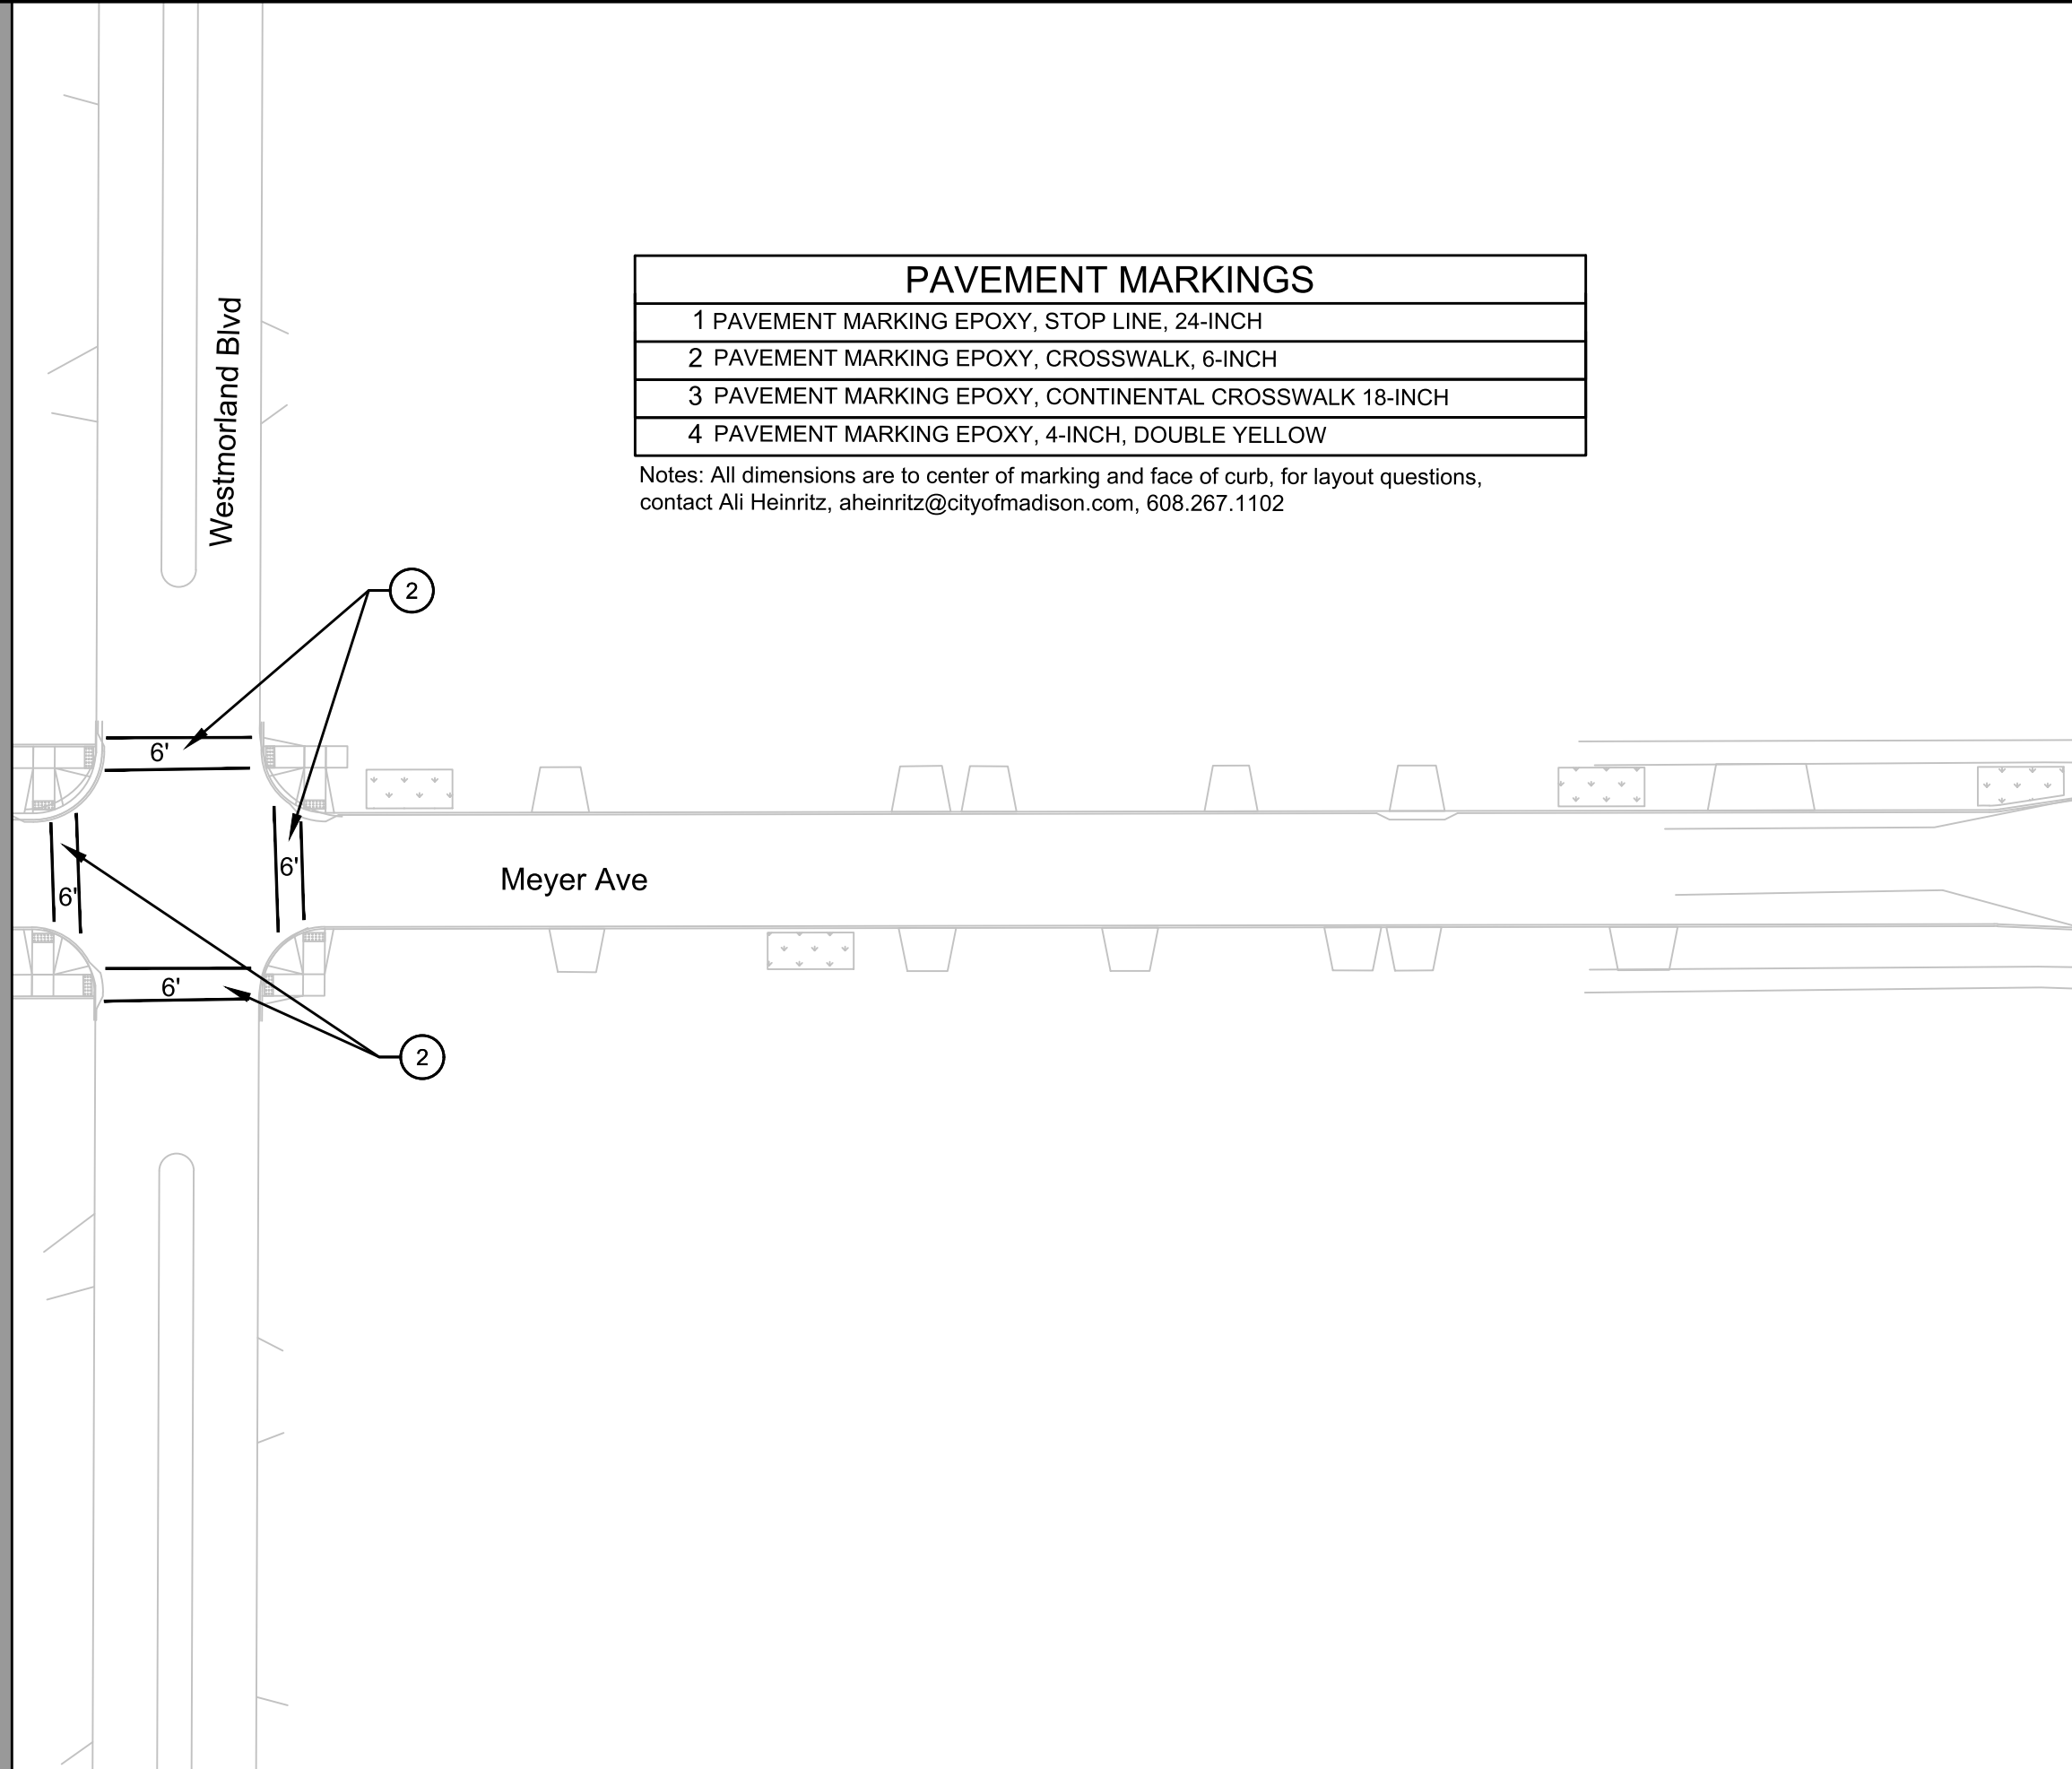 PAVEMENT MARKINGS
1 PAVEMENT MARKING EPOXY, STOP LINE, 24-INCH
2 PAVEMENT MARKING EPOXY, CROSSWALK, 6-INCH
3 PAVEMENT MARKING EPOXY, CONTINENTAL CROSSWALK 18-INCH
4 PAVEMENT MARKING EPOXY, 4-INCH, DOUBLE YELLOW
Notes: All dimensions are to center of marking and face of curb, for layout questions,
contact Ali Heinritz, aheinritz@cityofmadison.com, 608.267.1102
Westmorland Blvd
2
6'
6'
Meyer Ave
6'
6'
2